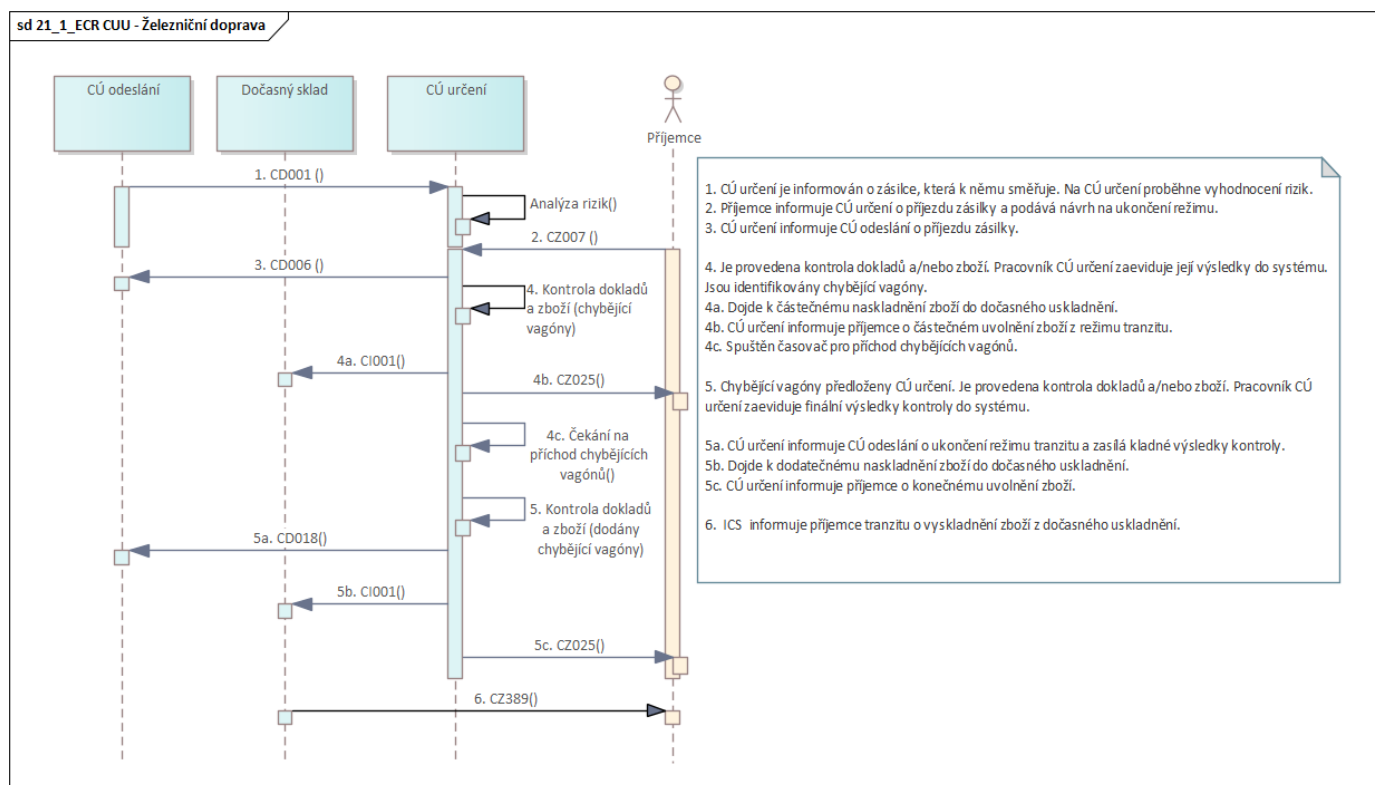 sd 21_1_ECR CUU - Železniční doprava
CÚ odeslání
Dočasný sklad
CÚ určení
Příjemce
1. CD001 ()
Analýza rizik()
2. CZ007 ()
3. CD006 ()
4. Kontrola dokladů
a zboží (chybějící
vagóny)
4a. CI001()
4b. CZ025()
4c. Čekání na
příchod chybějících
vagónů()
5. Kontrola dokladů
a zboží (dodány
chybějící vagóny)
5a. CD018()
5b. CI001()
5c. CZ025()
6. CZ389()
1. CÚ určení je informován o zásilce, která k němu směřuje. Na CÚ určení proběhne vyhodnocení rizik.
2. Příjemce informuje CÚ určení o příjezdu zásilky a podává návrh na ukončení režimu.
3. CÚ určení informuje CÚ odeslání o příjezdu zásilky.
4. Je provedena kontrola dokladů a/nebo zboží. Pracovník CÚ určení zaeviduje její výsledky do systému.
Jsou identifikovány chybějící vagóny.
4a. Dojde k částečnému naskladnění zboží do dočasného uskladnění.
4b. CÚ určení informuje příjemce o částečném uvolnění zboží z režimu tranzitu.
4c. Spuštěn časovač pro příchod chybějících vagónů.
5. Chybějící vagóny předloženy CÚ určení. Je provedena kontrola dokladů a/nebo zboží. Pracovník CÚ
určení zaeviduje finální výsledky kontroly do systému.
5a. CÚ určení informuje CÚ odeslání o ukončení režimu tranzitu a zasílá kladné výsledky kontroly.
5b. Dojde k dodatečnému naskladnění zboží do dočasného uskladnění.
5c. CÚ určení informuje příjemce o konečnému uvolnění zboží.
6. ICS informuje příjemce tranzitu o vyskladnění zboží z dočasného uskladnění.